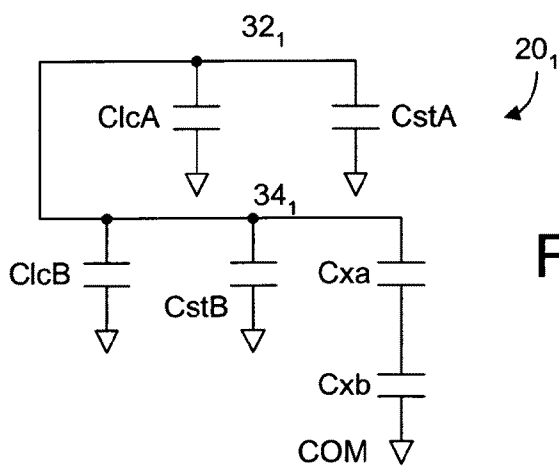 32₁
20₁
ClcA
CstA
34₁
ClcB
CstB
Cxa
F
Cxb
COM